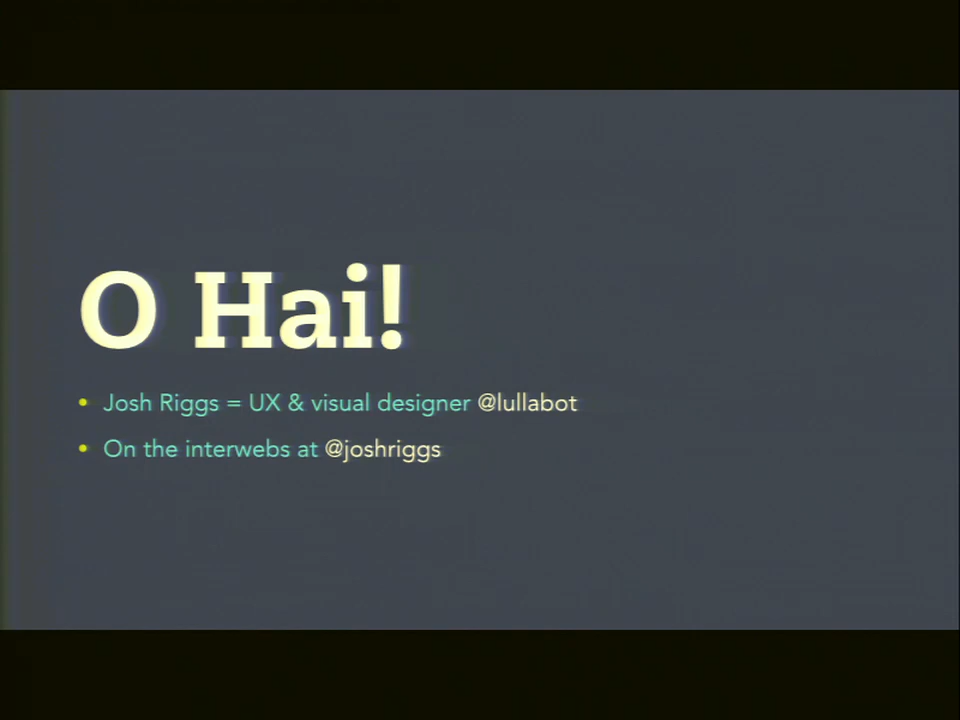 O Hai!
• Josh Riggs = UX & visual designer @lullabot
• On the interwebs at @joshriggs